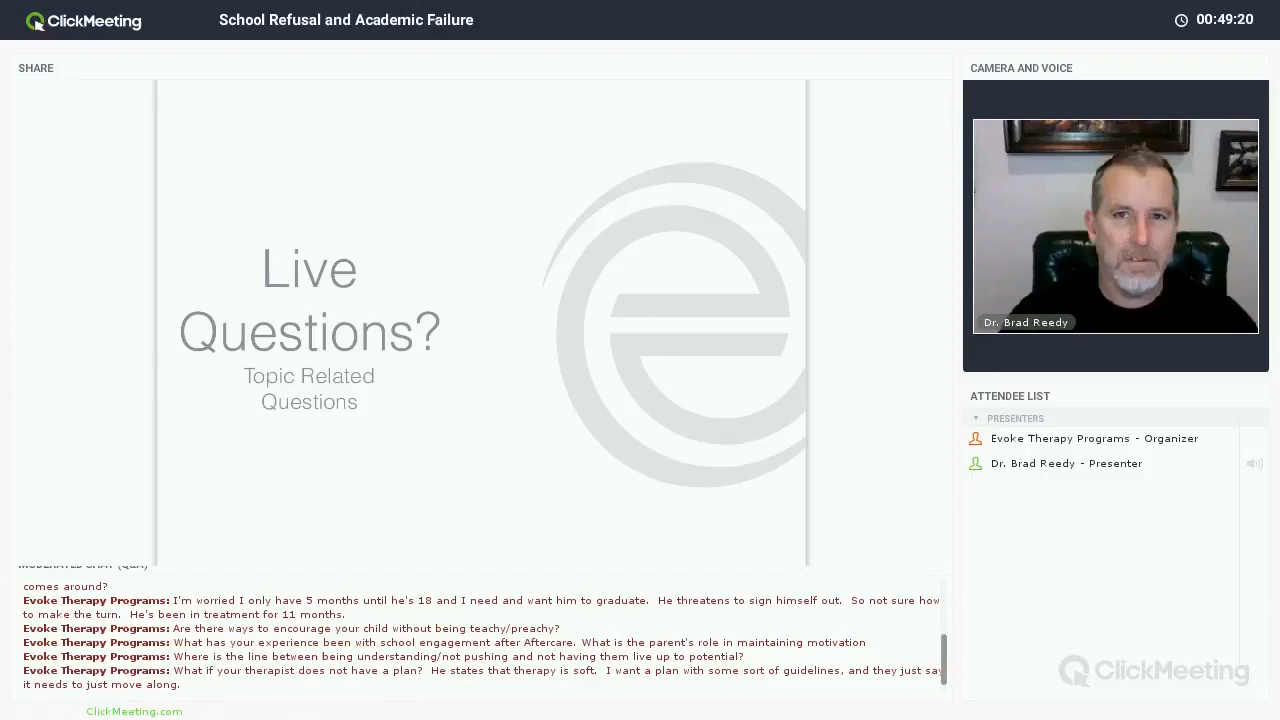 ClickMeeting
School Refusal and Academic Failure
00:49:20
SHARE
CAMERA AND VOICE
Live
Questions?
Topic Related
Questions
Dr. Brad Reedy
ATTENDEE LIST
PRESENTERS
Evoke Therapy Programs - Organizer
Dr. Brad Reedy - Presenter
MODERATED CHAT (Q&A)
comes around?
Evoke Therapy Programs: I'm worried I only have 5 months until he's 18 and I need and want him to graduate. He threatens to sign himself out. So not sure how
to make the turn. He's been in treatment for 11 months.
Evoke Therapy Programs: Are there ways to encourage your child without being teachy/preachy?
Evoke Therapy Programs: What has your experience been with school engagement after Aftercare. What is the parent's role in maintaining motivation
Evoke Therapy Programs: Where is the line between being understanding/not pushing and not having them live up to potential?
Evoke Therapy Programs: What if your therapist does not have a plan? He states that therapy is soft. I want a plan with some sort of guidelines, and they just say
it needs to just move along.
ClickMeeting
ClickMeeting.com